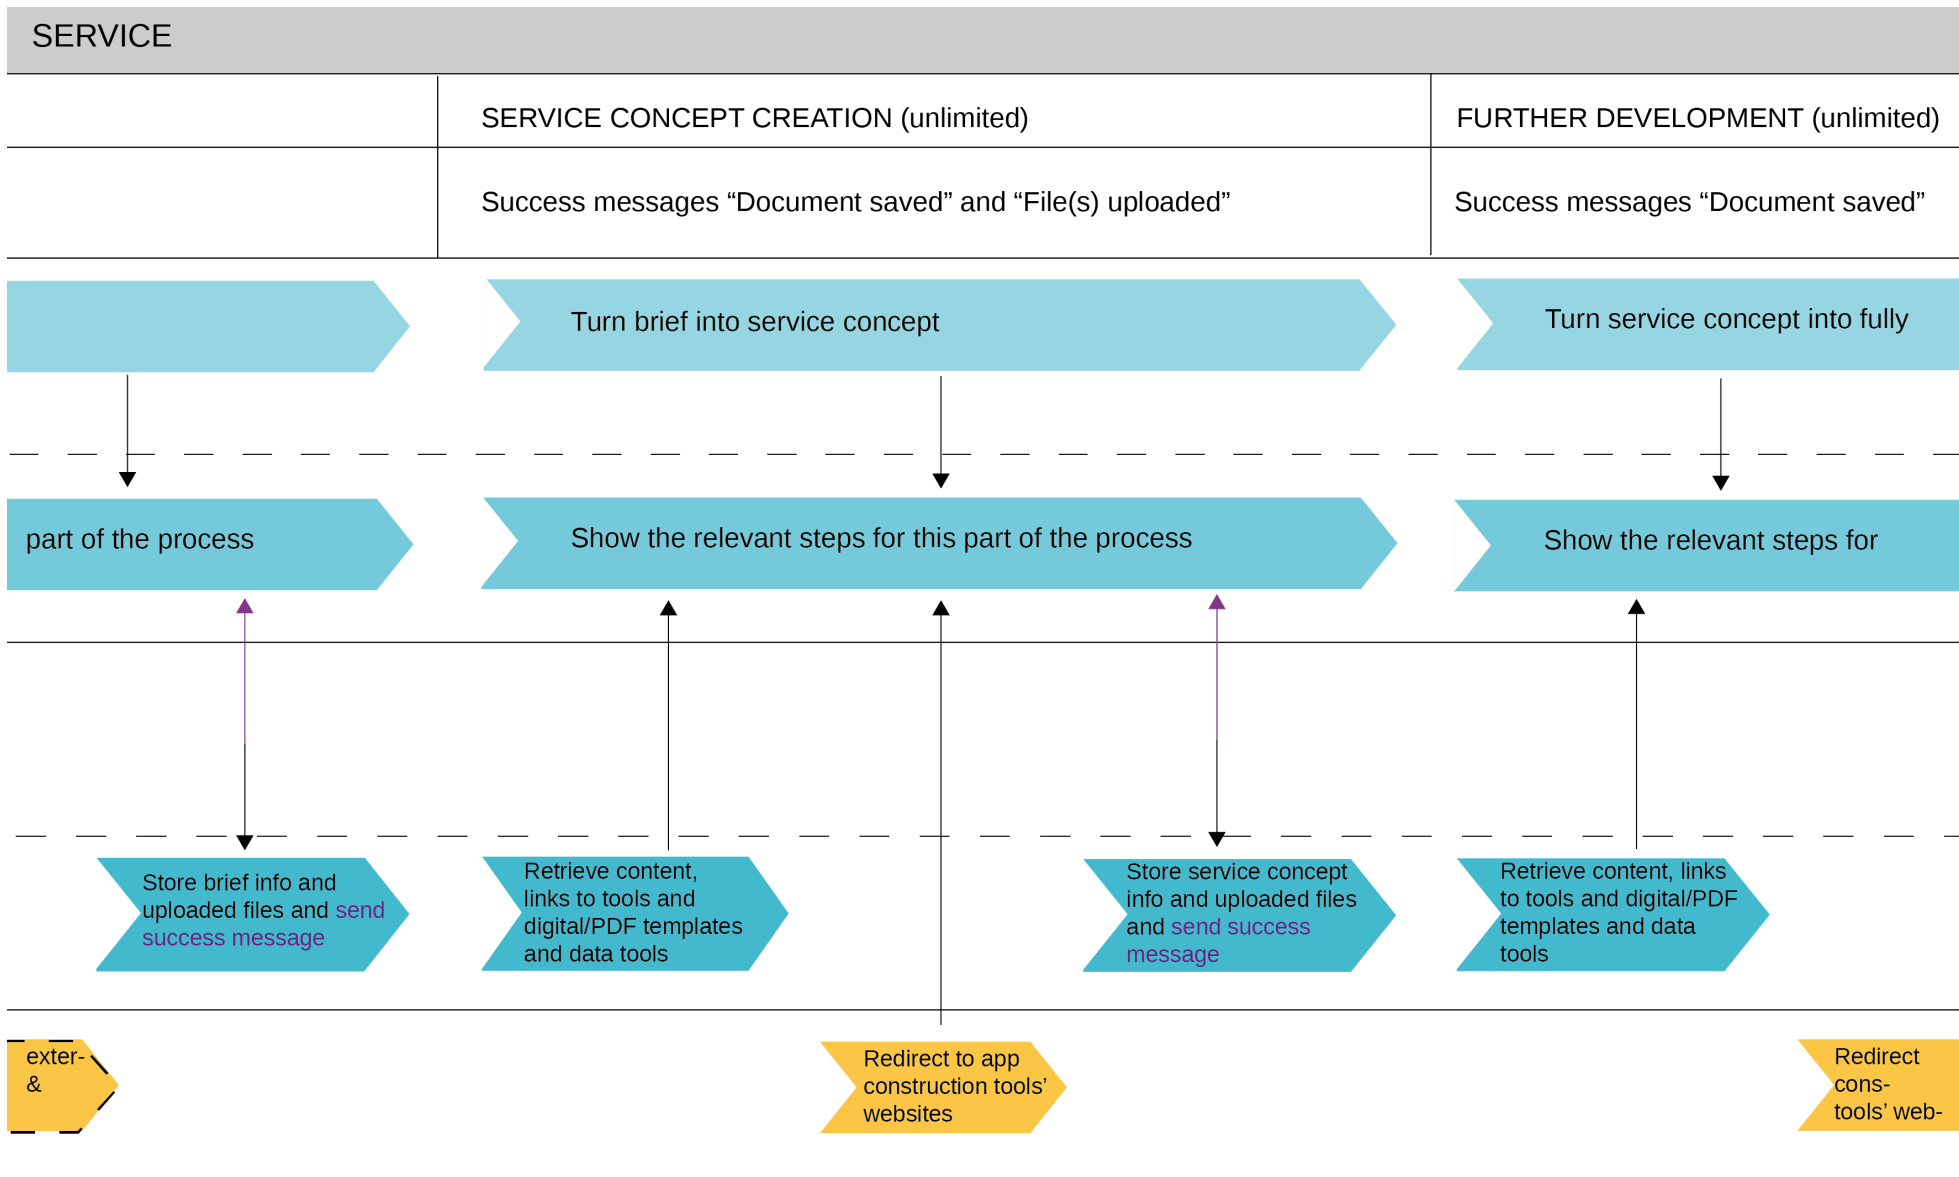 SERVICE
SERVICE CONCEPT CREATION (unlimited)
FURTHER DEVELOPMENT (unlimited)
Success messages “Document saved” and “File(s) uploaded”
Success messages “Document saved”
Turn brief into service concept
Turn service concept into fully
part of the process
Show the relevant steps for this part of the process
Show the relevant steps for
Store brief info and
uploaded files and send
success message
Retrieve content,
links to tools and
digital/PDF templates
and data tools
Store service concept
info and uploaded files
and send success
message
Retrieve content, links
to tools and digital/PDF
templates and data
tools
exter-
&
Redirect to app
construction tools’
websites
Redirect
cons-
tools’ web-